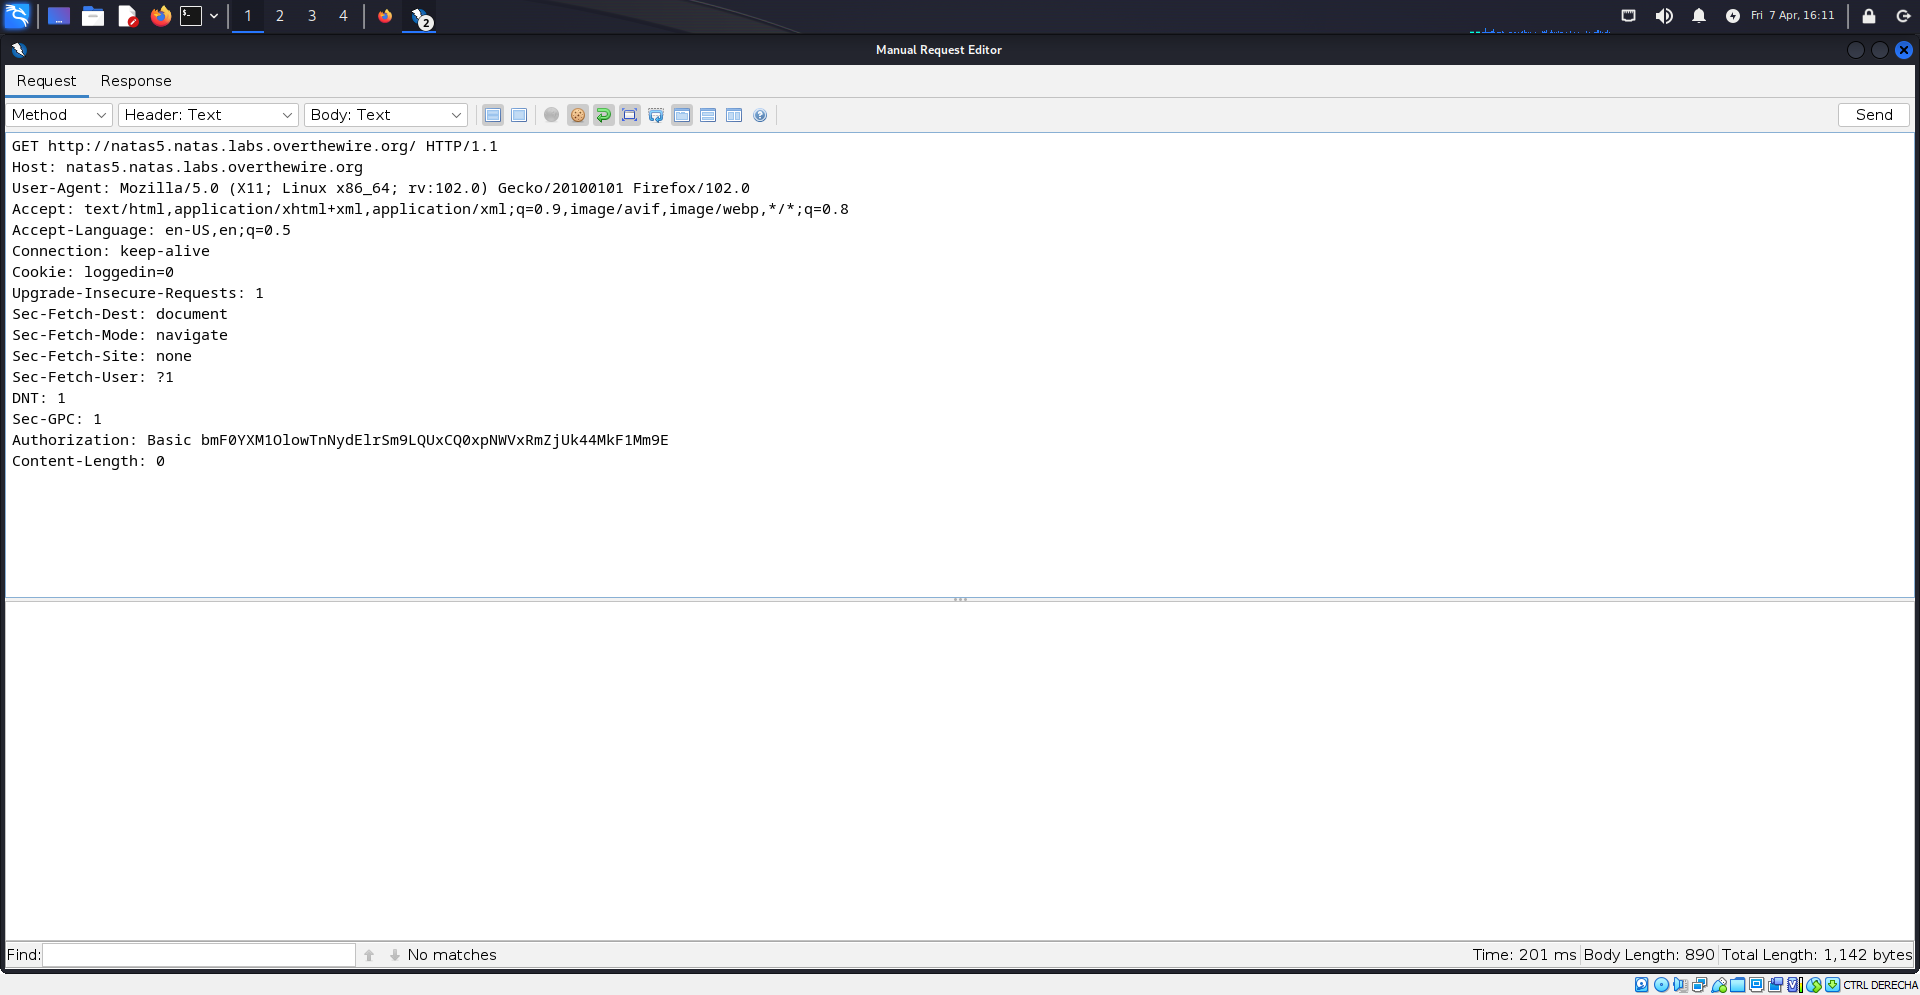 1 2 3 4
2
Fri 7 Apr, 16:11
Manual Request Editor
Request Response
Method Header: Text Body: Text Send
GET http://natas5.natas.labs.overthewire.org/ HTTP/1.1
Host: natas5.natas.labs.overthewire.org
User-Agent: Mozilla/5.0 (X11; Linux x86_64; rv:102.0) Gecko/20100101 Firefox/102.0
Accept: text/html,application/xhtml+xml,application/xml;q=0.9,image/avif,image/webp,*/*;q=0.8
Accept-Language: en-US,en;q=0.5
Connection: keep-alive
Cookie: loggedin=0
Upgrade-Insecure-Requests: 1
Sec-Fetch-Dest: document
Sec-Fetch-Mode: navigate
Sec-Fetch-Site: none
Sec-Fetch-User: ?1
DNT: 1
Sec-GPC: 1
Authorization: Basic bmF0YXM1OlowTnNydElrSm9LQUxCQ0xpNWVxRmZjUk44MkF1Mm9E
Content-Length: 0
Find: No matches Time: 201 ms Body Length: 890 Total Length: 1,142 bytes
CTRL DERECHA